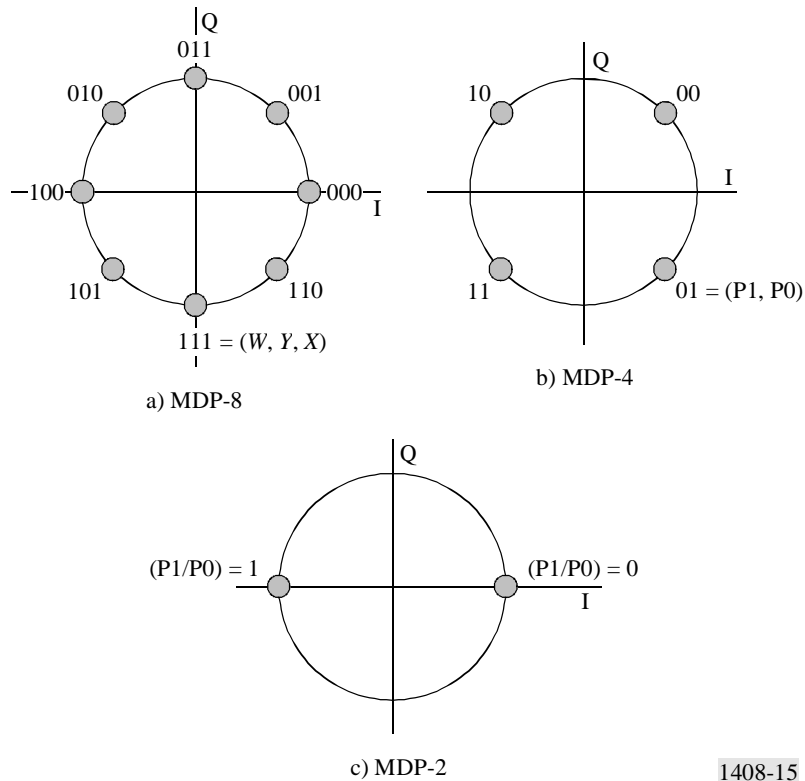 Q
011
010
001
100
000
I
101
110
111 = (W, Y, X)
a) MDP-8
Q
10
00
I
11
01 = (P1, P0)
b) MDP-4
Q
(P1/P0) = 1
(P1/P0) = 0
I
c) MDP-2
1408-15